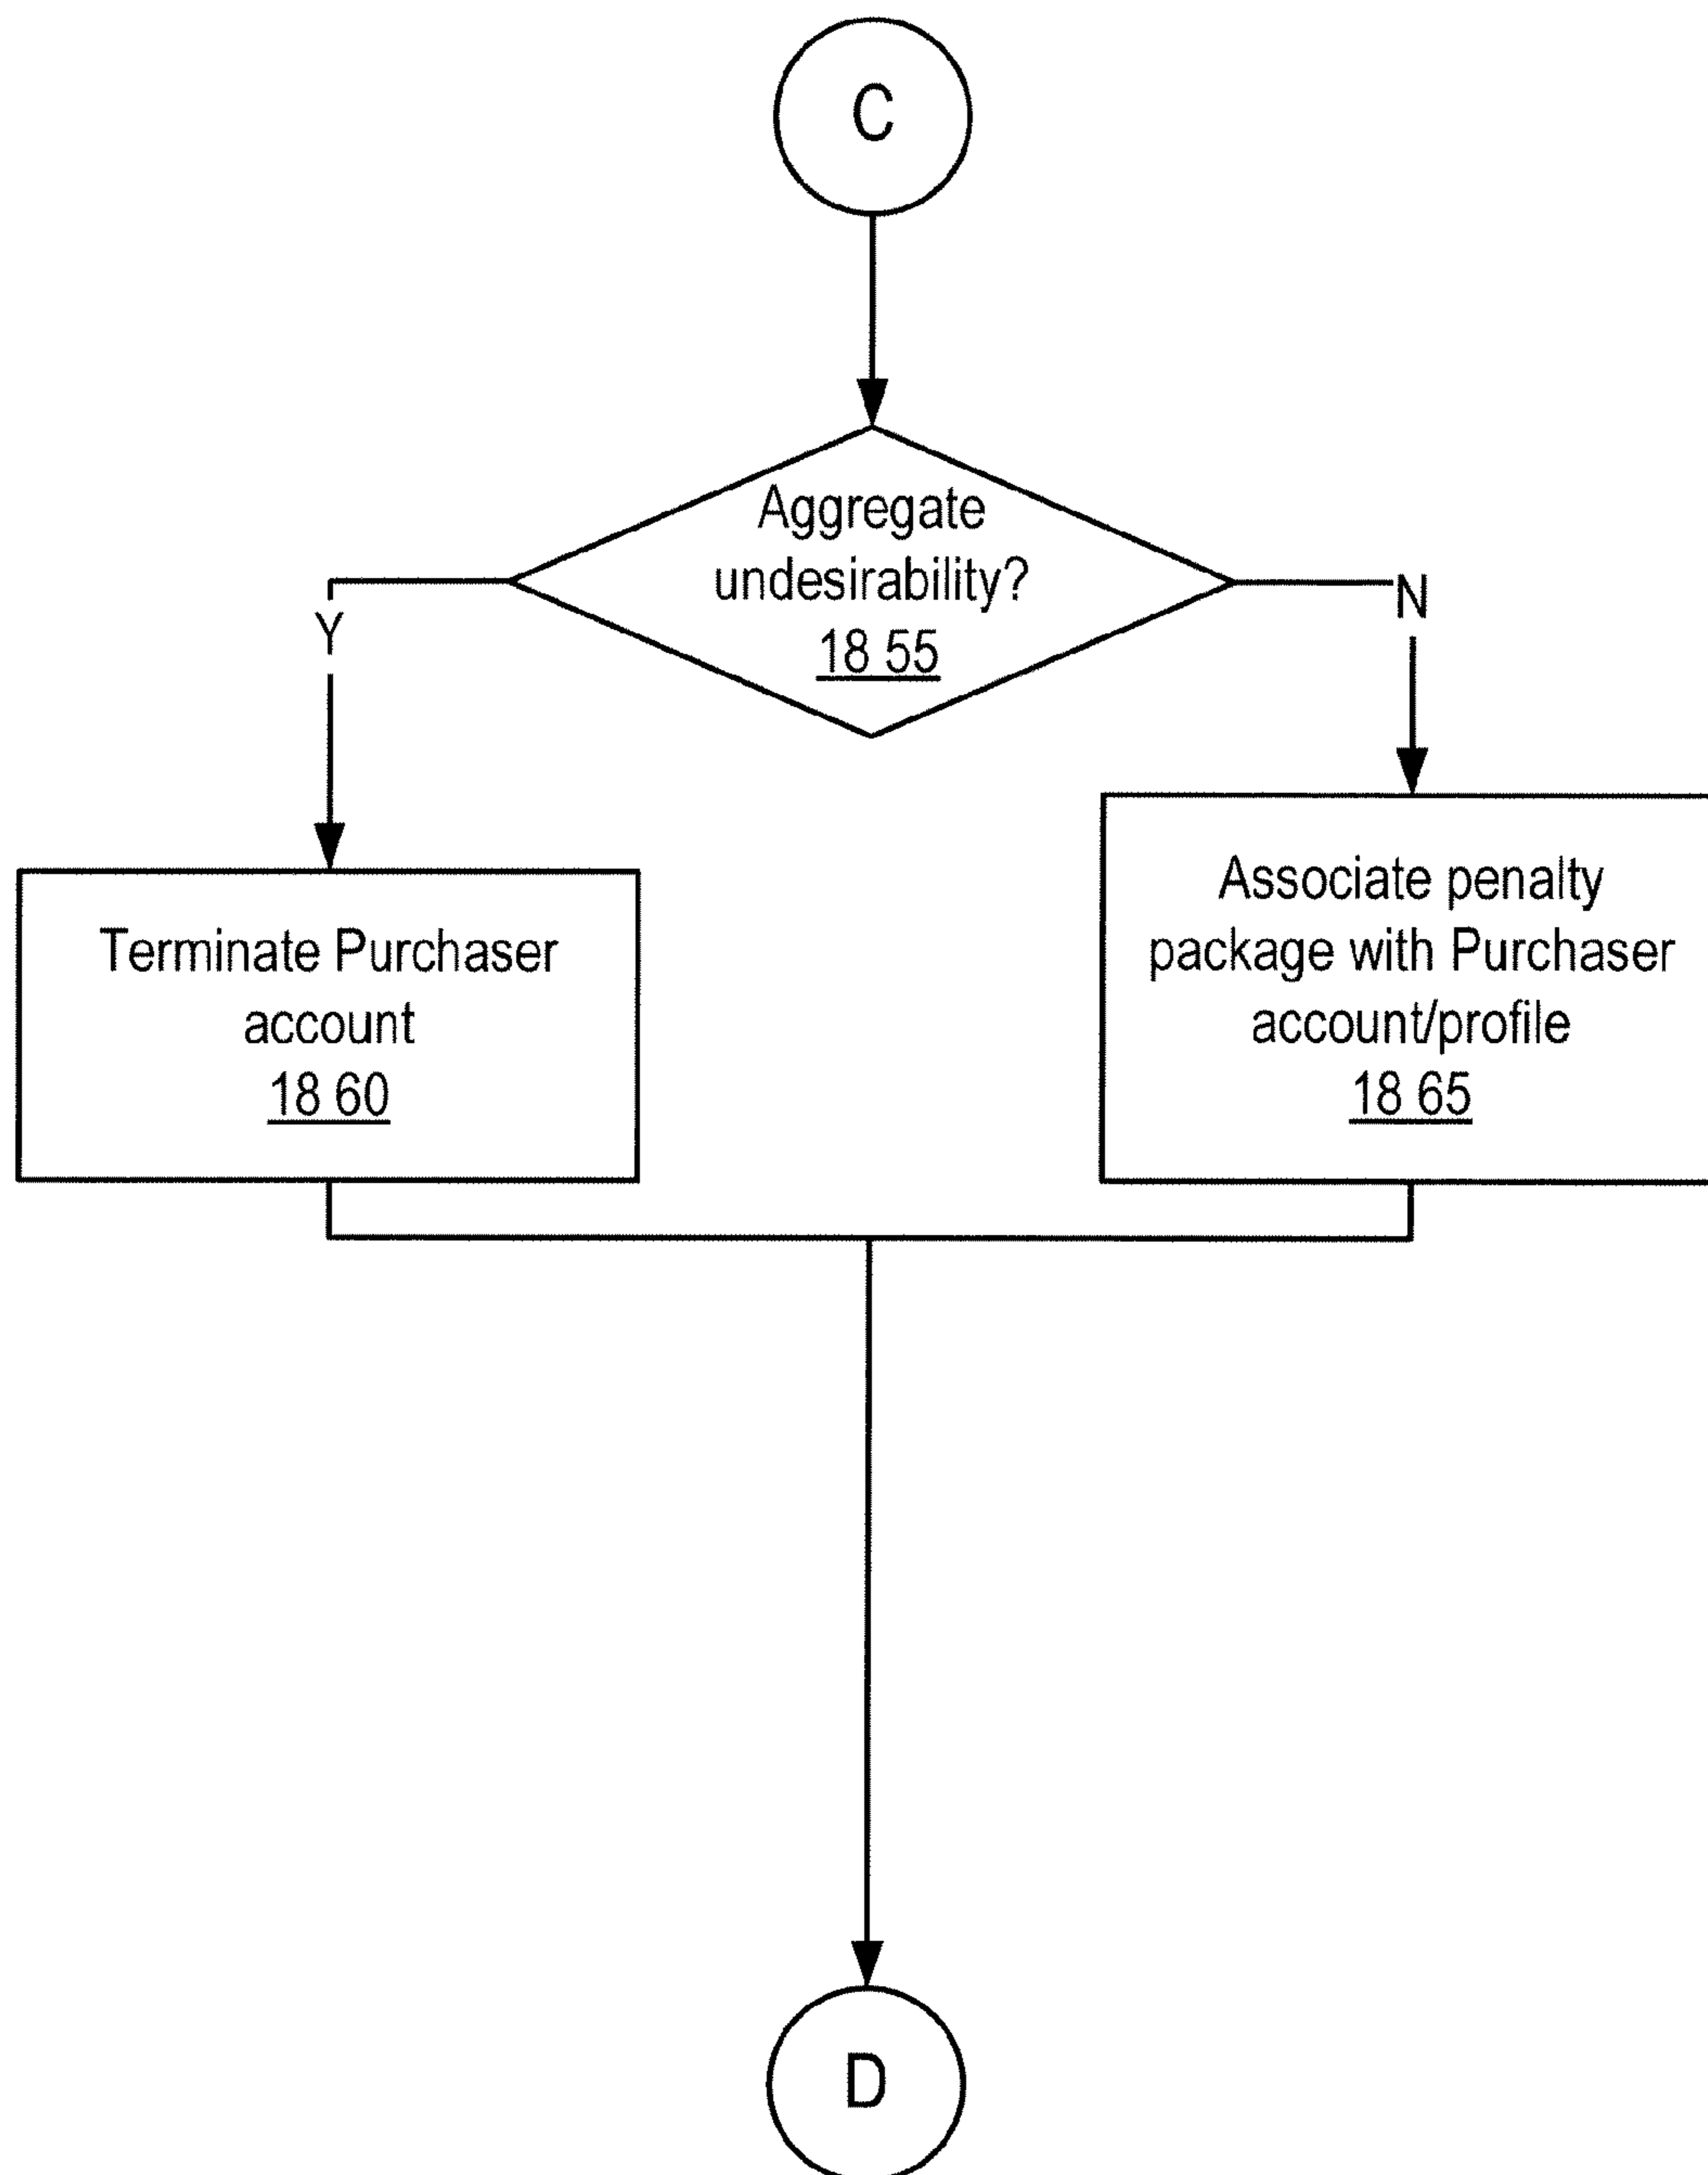 C
Aggregate
undesirability?
18 55
Y
N
Terminate Purchaser
account
18 60
Associate penalty
package with Purchaser
account/profile
18 65
D